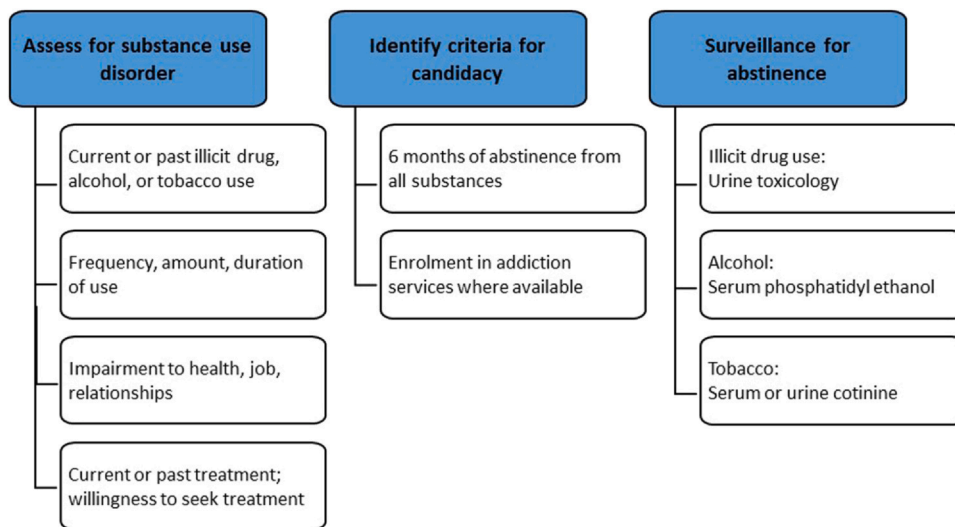 Assess for substance use
disorder
Current or past illicit drug,
alcohol, or tobacco use
Frequency, amount, duration
of use
Impairment to health, job,
relationships
Current or past treatment;
willingness to seek treatment
Identify criteria for
candidacy
6 months of abstinence from
all substances
Enrolment in addiction
services where available
Surveillance for
abstinence
Illicit drug use:
Urine toxicology
Alcohol:
Serum phosphatidyl ethanol
Tobacco:
Serum or urine cotinine